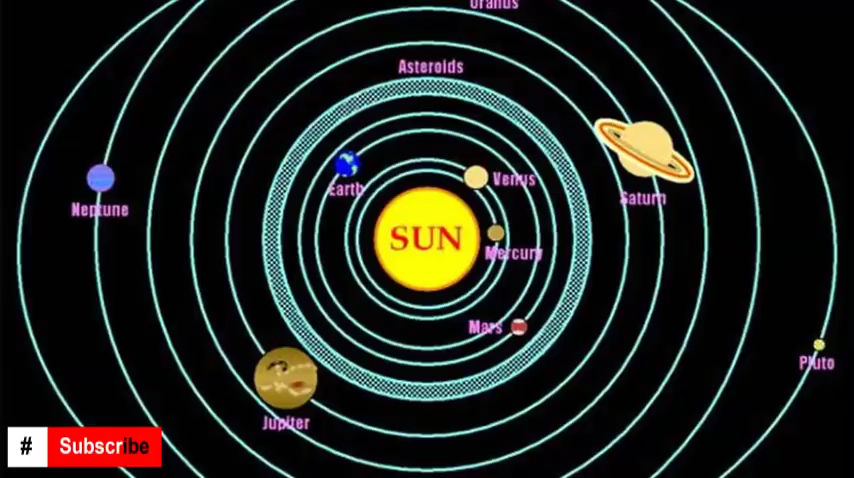 Uranus
Asteroids
Venus
Earth
Saturn
Neptune
SUN
Mercury
Mars
Pluto
Jupiter
# Subscribe